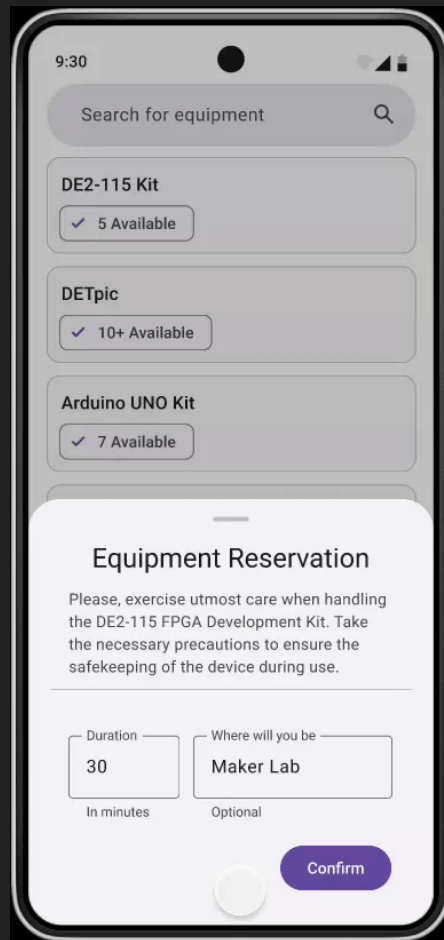 9:30
Search for equipment
DE2-115 Kit
5 Available
DETpic
10+ Available
Arduino UNO Kit
7 Available
Equipment Reservation
Please, exercise utmost care when handling
the DE2-115 FPGA Development Kit. Take
the necessary precautions to ensure the
safekeeping of the device during use.
Duration
Where will you be
30
Maker Lab
In minutes
Optional
Confirm